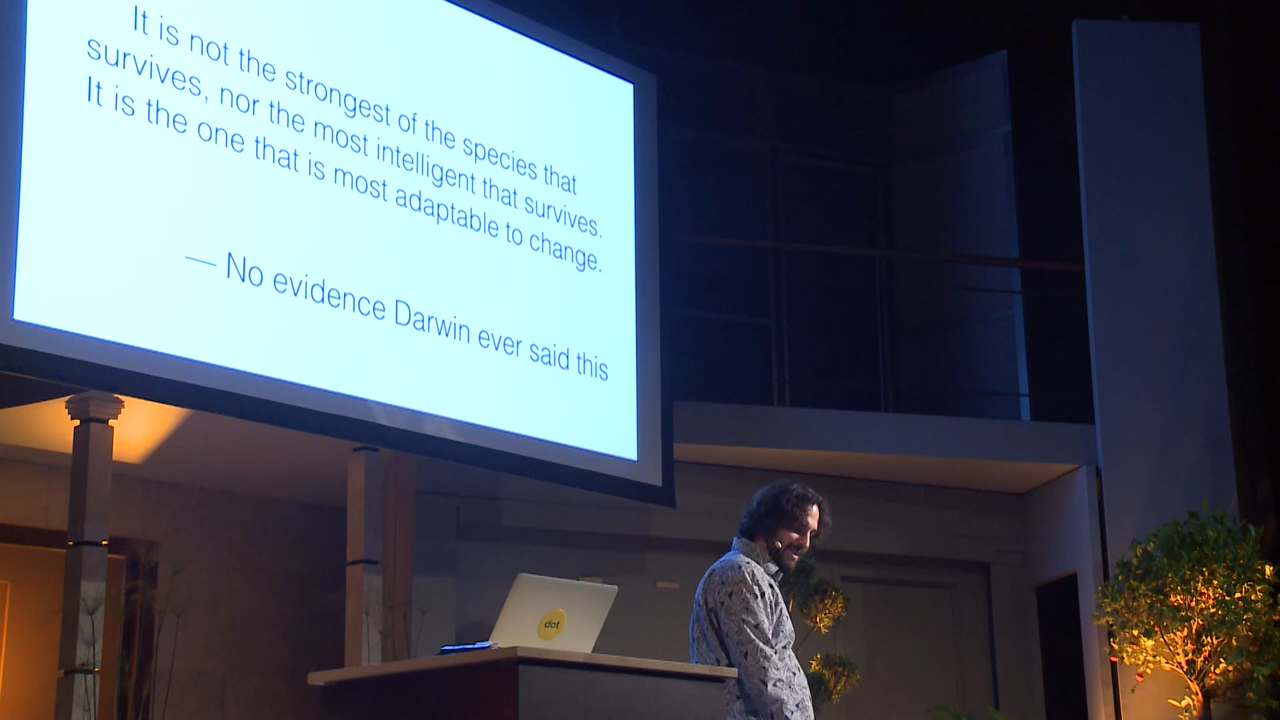 It is not the strongest of the species that
survives, nor the most intelligent that survives.
It is the one that is most adaptable to change.
— No evidence Darwin ever said this
dot